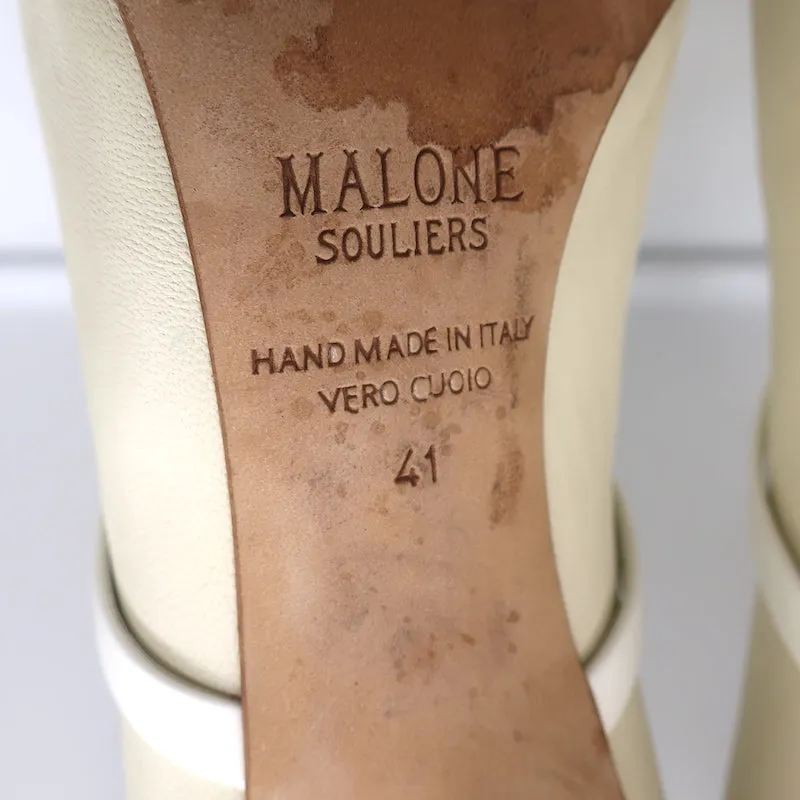 MALONE
SOULIERS
HAND MADE IN ITALY
VERO CUOIO
41